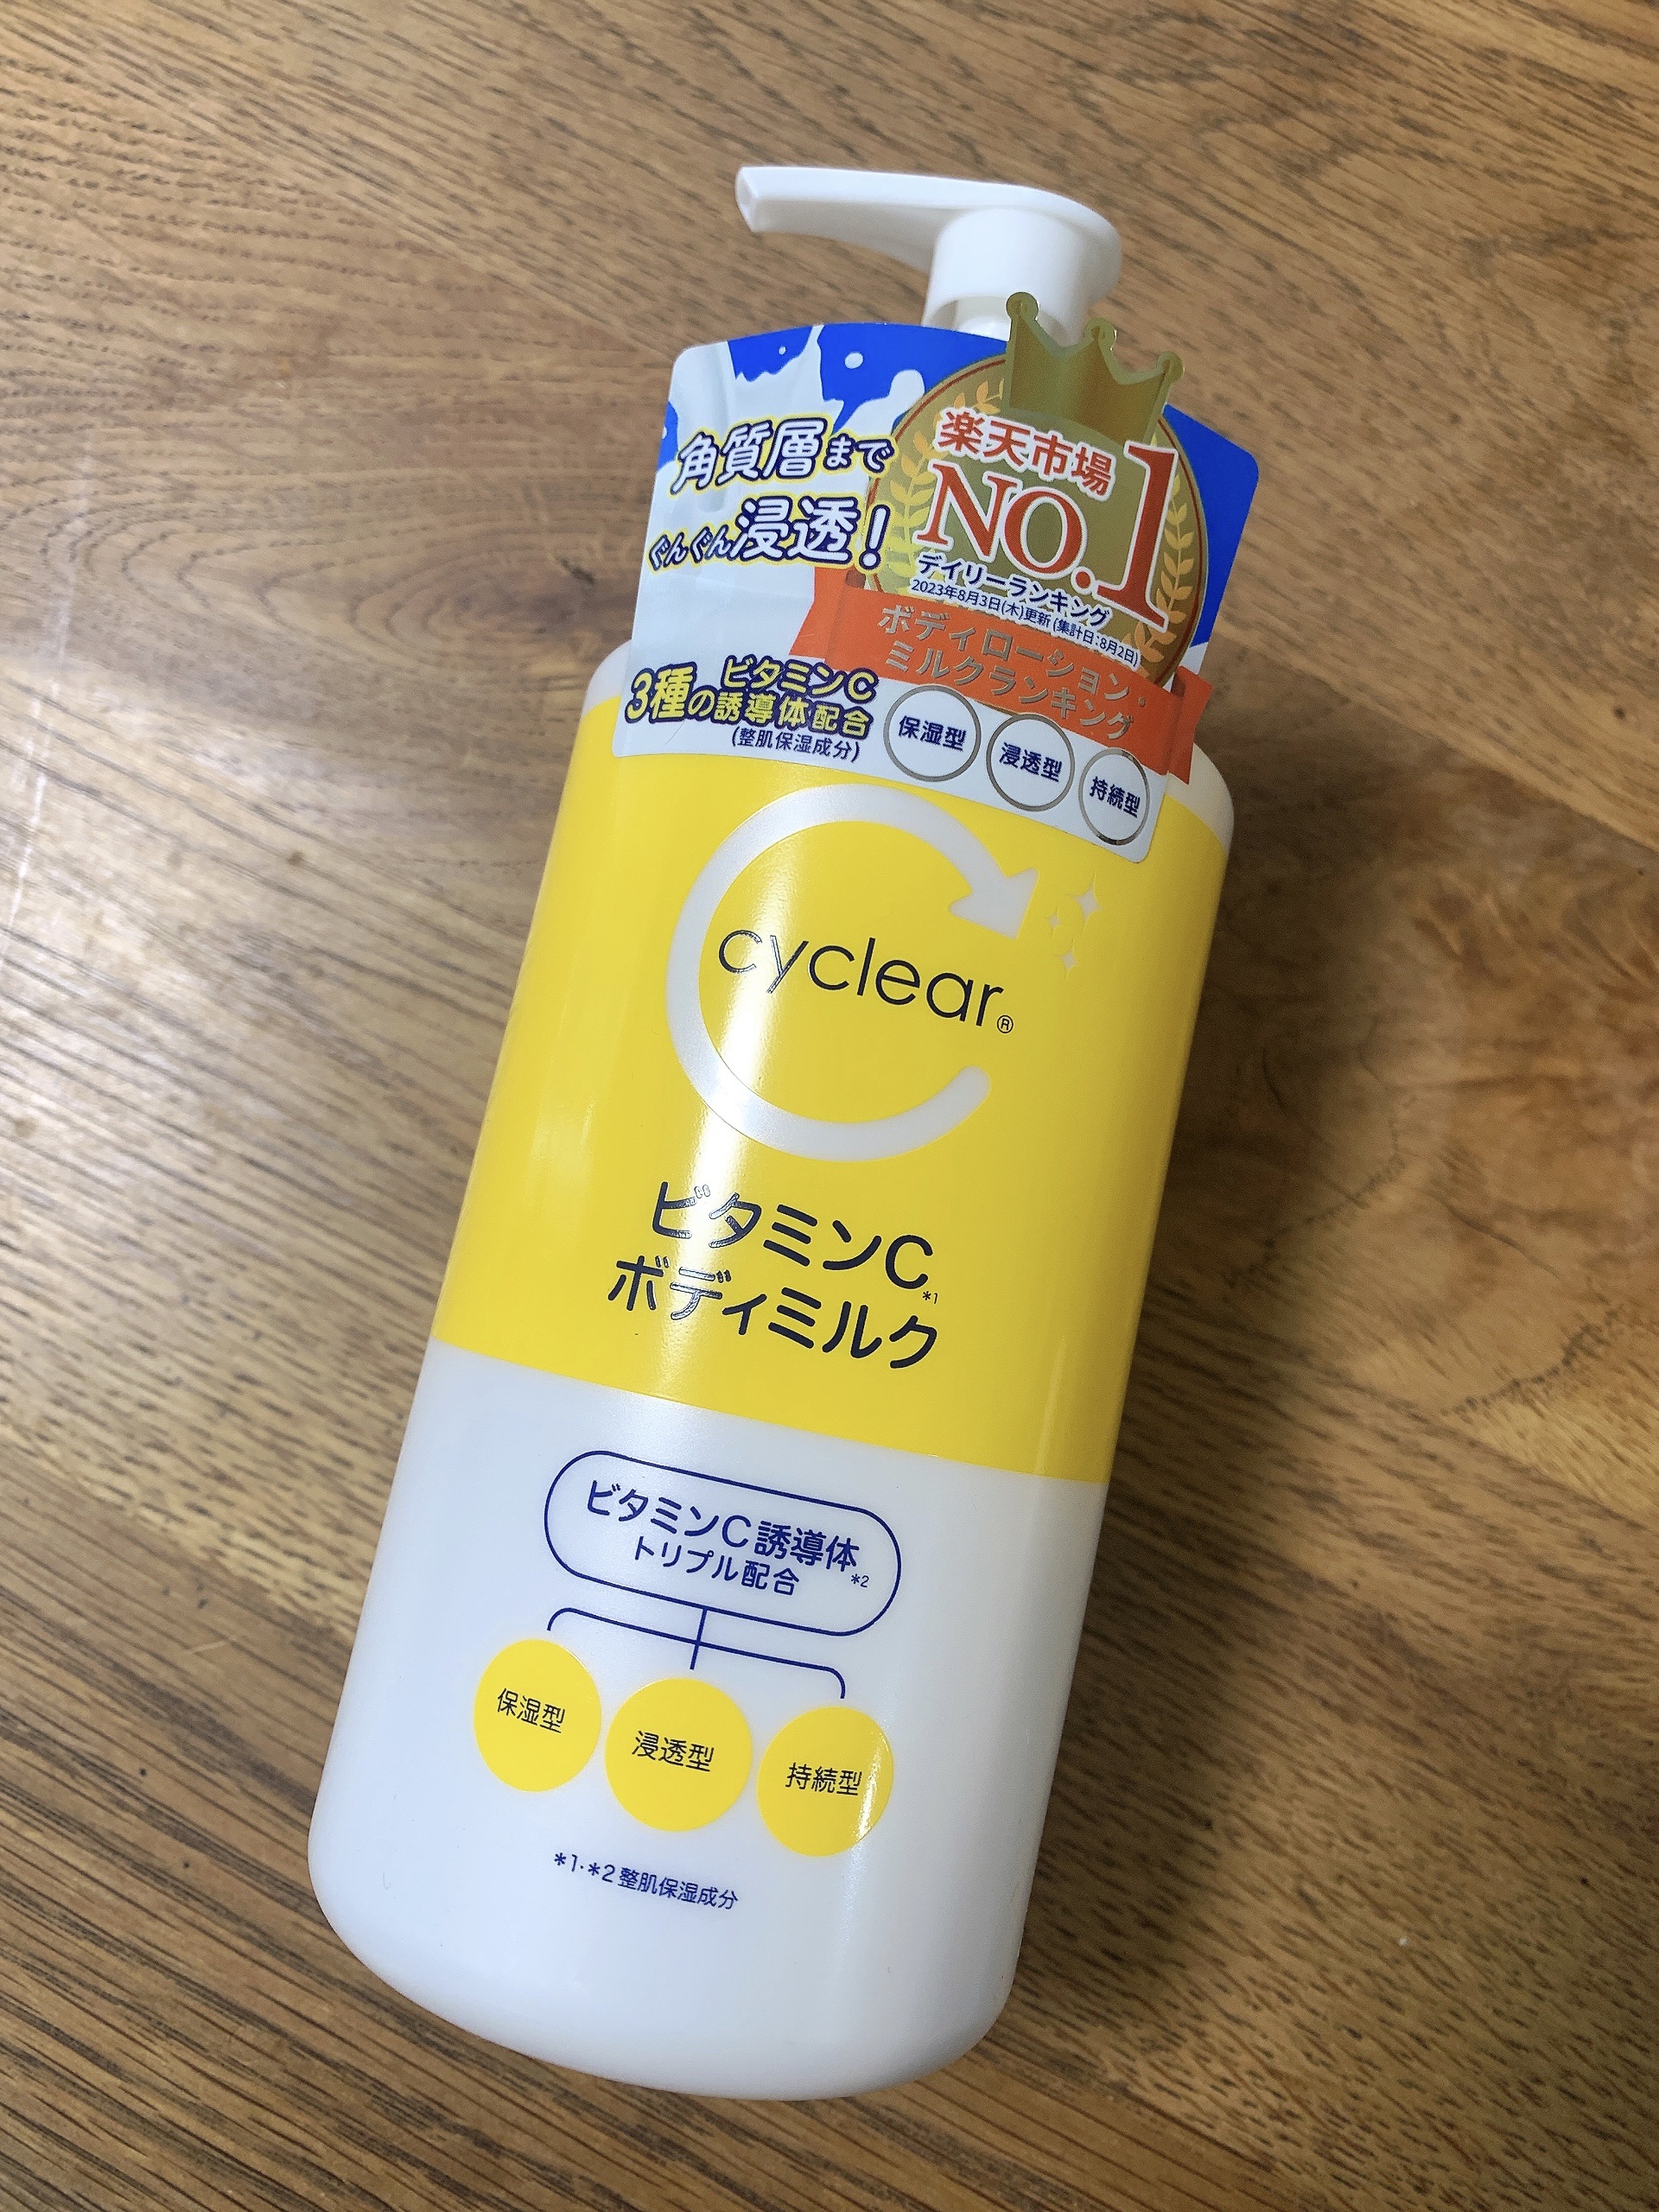 角質層まで
ぐんぐん浸透!
楽天市場
NO.1
デイリーランキング
2023年8月3日(木)更新 (集計日:8月2日)
ボディローション・
ミルクランキング
3種のビタミンC
誘導体配合
(整肌保湿成分)
保湿型
浸透型
持続型
cyclear®
ビタミンC*1
ボディミルク
ビタミンC誘導体*2
トリプル配合
保湿型
浸透型
持続型
*1・*2 整肌保湿成分